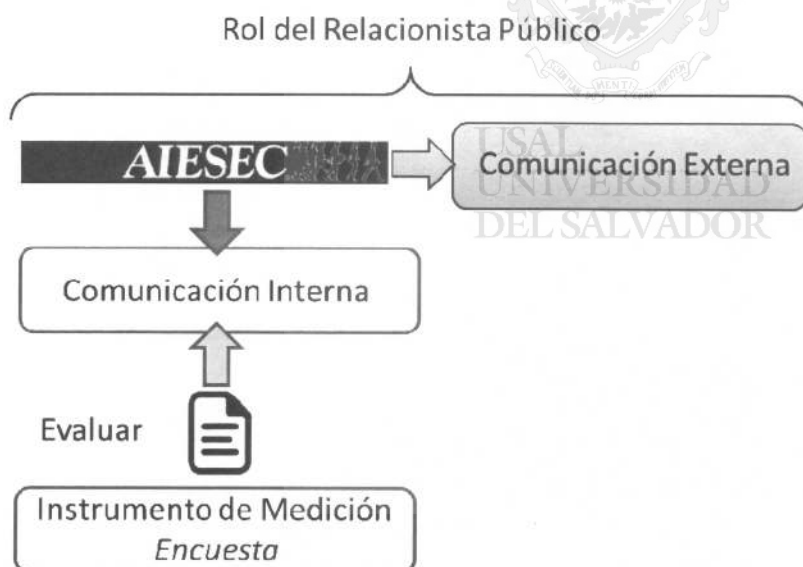 Rol del Relacionista Público
AIESEC
Comunicación Externa
USAL
UNIVERSIDAD
DEL SALVADOR
Comunicación Interna
Evaluar
Instrumento de Medición
Encuesta